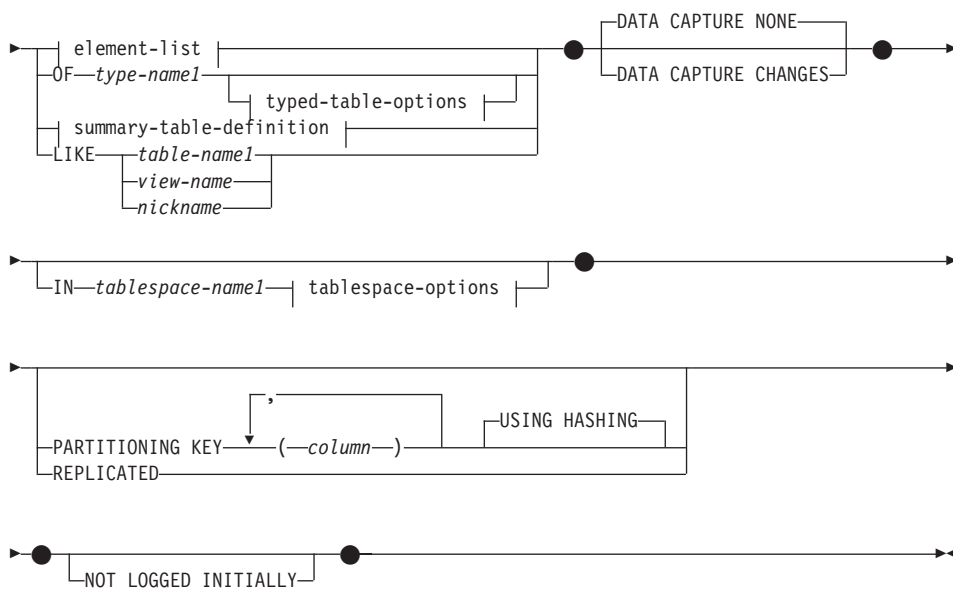 DATA CAPTURE NONE
element-list
OF type-name1
DATA CAPTURE CHANGES
typed-table-options
summary-table-definition
LIKE table-name1
view-name
nickname
IN tablespace-name1 tablespace-options
,
USING HASHING
PARTITIONING KEY ( column )
REPLICATED
NOT LOGGED INITIALLY